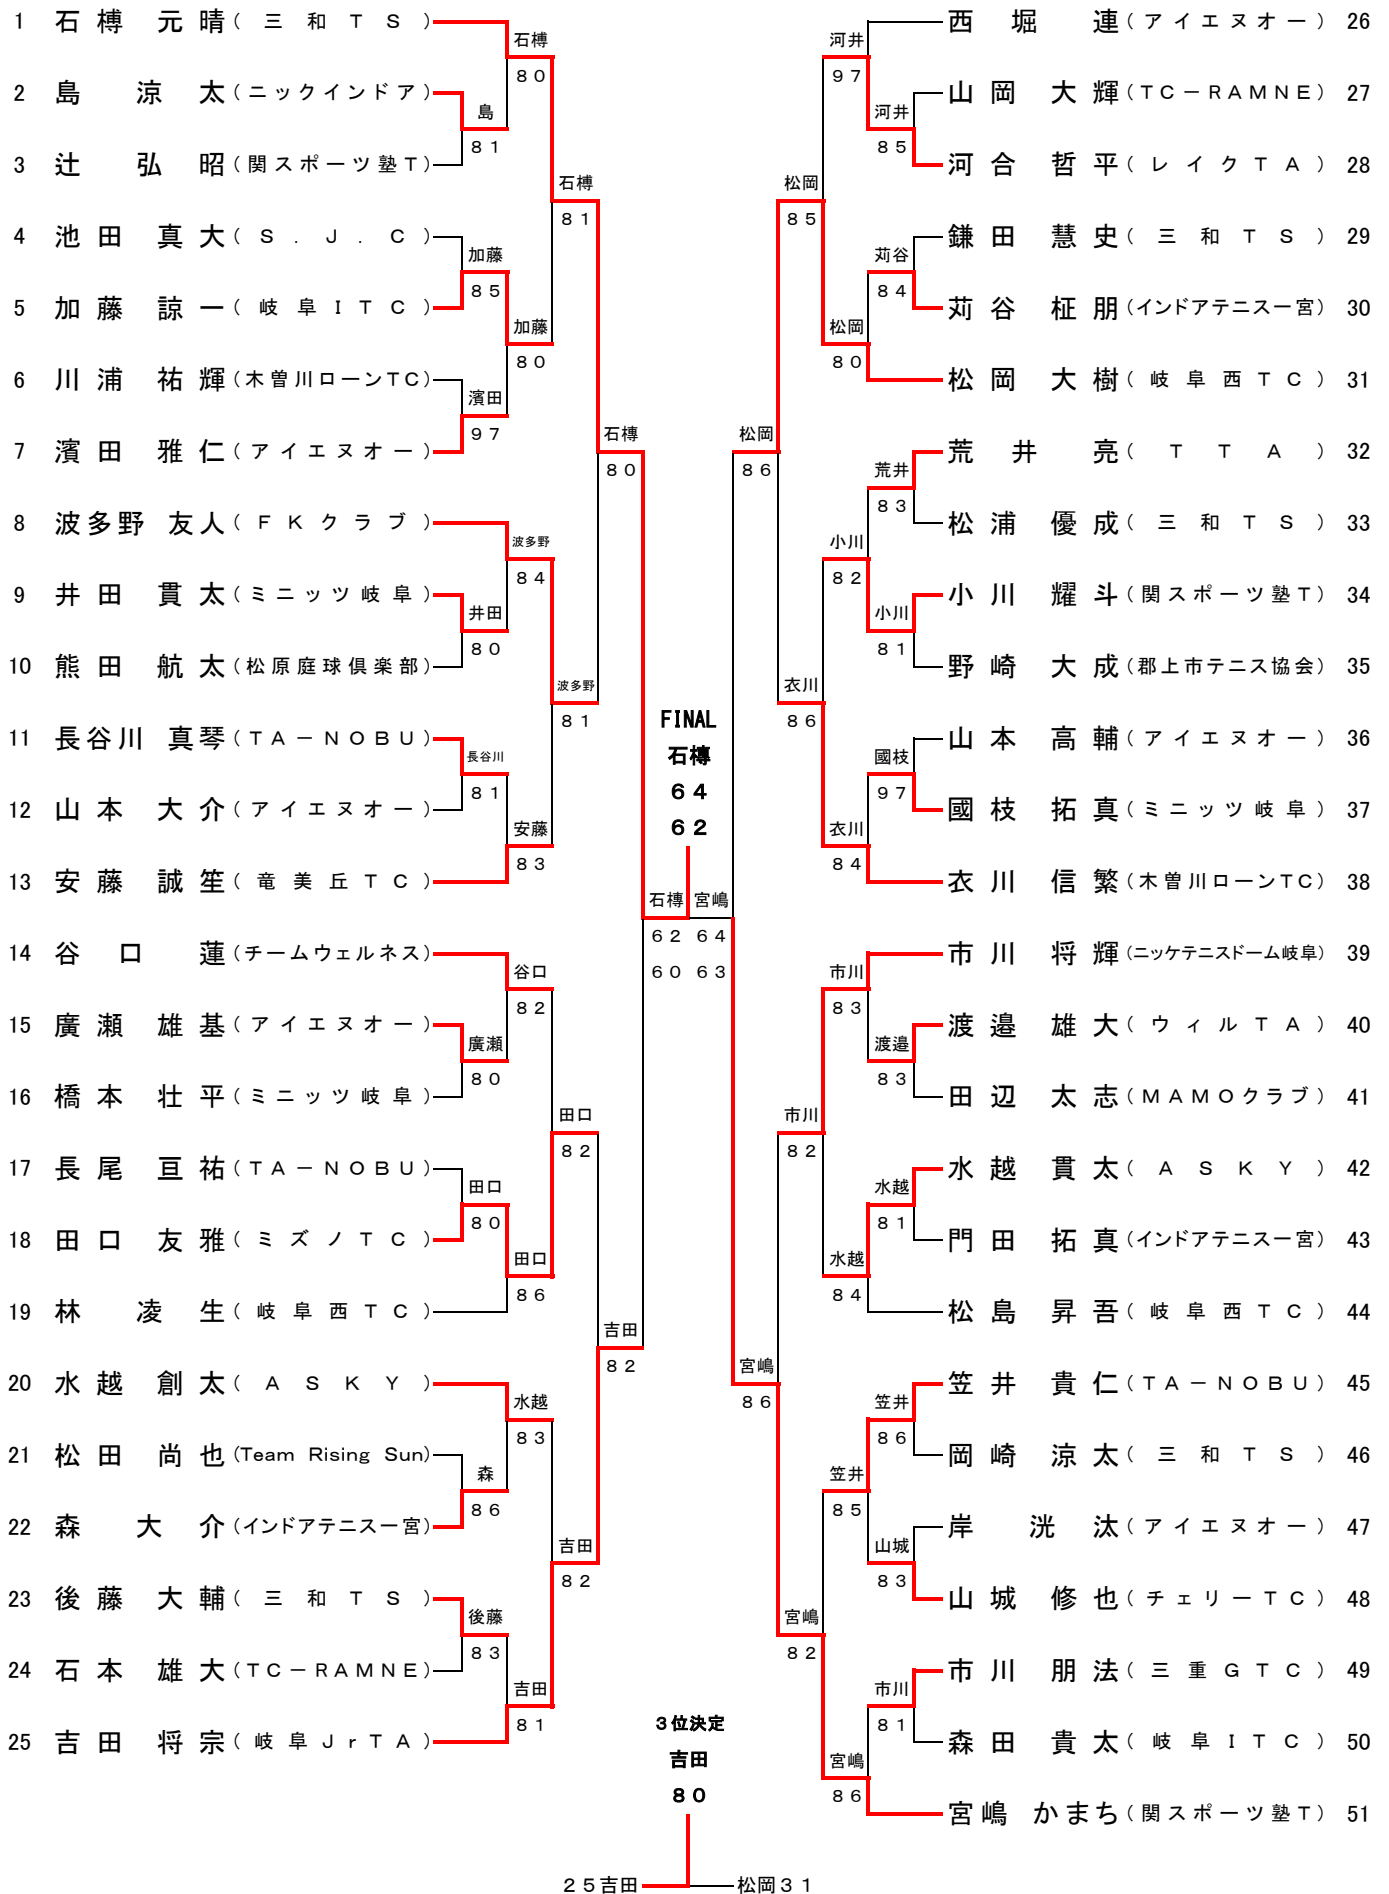 1 石榑 元晴 (三和TS)
2 島 涼太 (ニックインドア)
3 辻 弘昭 (関スポーツ塾T)
4 池田 真大 (S.J.C)
5 加藤 諒一 (岐阜ITC)
6 川浦 祐輝 (木曽川ローンTC)
7 濱田 雅仁 (アイエヌオー)
8 波多野 友人 (FKクラブ)
9 井田 貫太 (ミニッツ岐阜)
10 熊田 航太 (松原庭球倶楽部)
11 長谷川 真琴 (TA-NOBU)
12 山本 大介 (アイエヌオー)
13 安藤 誠笙 (竜美丘TC)
14 谷口 蓮 (チームウェルネス)
15 廣瀬 雄基 (アイエヌオー)
16 橋本 壮平 (ミニッツ岐阜)
17 長尾 亘祐 (TA-NOBU)
18 田口 友雅 (ミズノTC)
19 林 凌生 (岐阜西TC)
20 水越 創太 (ASKY)
21 松田 尚也 (Team Rising Sun)
22 森 大介 (インドアテニス一宮)
23 後藤 大輔 (三和TS)
24 石本 雄大 (TC-RAMNE)
25 吉田 将宗 (岐阜JrTA)
島
81
加藤
85
濱田
97
井田
80
長谷川
81
廣瀬
80
田口
80
森
86
後藤
83
石榑
80
加藤
80
波多野
84
安藤
83
谷口
82
田口
86
水越
83
吉田
81
石榑
81
波多野
81
田口
82
吉田
82
石榑
80
吉田
82
石榑
62
60
FINAL
石榑
64
62
宮嶋
64
63
松岡
86
宮嶋
86
松岡
85
衣川
86
市川
82
宮嶋
82
河井
97
松岡
80
小川
82
衣川
84
市川
83
水越
84
笠井
85
宮嶋
86
河井
85
苅谷
84
荒井
83
小川
81
國枝
97
渡邉
83
水越
81
笠井
86
山城
83
市川
81
西堀 連 (アイエヌオー) 26
山岡 大輝 (TC-RAMNE) 27
河合 哲平 (レイクTA) 28
鎌田 慧史 (三和TS) 29
苅谷 柾朋 (インドアテニス一宮) 30
松岡 大樹 (岐阜西TC) 31
荒井 亮 (TTA) 32
松浦 優成 (三和TS) 33
小川 耀斗 (関スポーツ塾T) 34
野崎 大成 (郡上市テニス協会) 35
山本 高輔 (アイエヌオー) 36
國枝 拓真 (ミニッツ岐阜) 37
衣川 信繁 (木曽川ローンTC) 38
市川 将輝 (ニッケテニスドーム岐阜) 39
渡邉 雄大 (ウィルTA) 40
田辺 太志 (MAMOクラブ) 41
水越 貫太 (ASKY) 42
門田 拓真 (インドアテニス一宮) 43
松島 昇吾 (岐阜西TC) 44
笠井 貴仁 (TA-NOBU) 45
岡崎 涼太 (三和TS) 46
岸 洸汰 (アイエヌオー) 47
山城 修也 (チェリーTC) 48
市川 朋法 (三重GTC) 49
森田 貴太 (岐阜ITC) 50
宮嶋 かまち (関スポーツ塾T) 51
3位決定
吉田
80
25吉田
松岡31